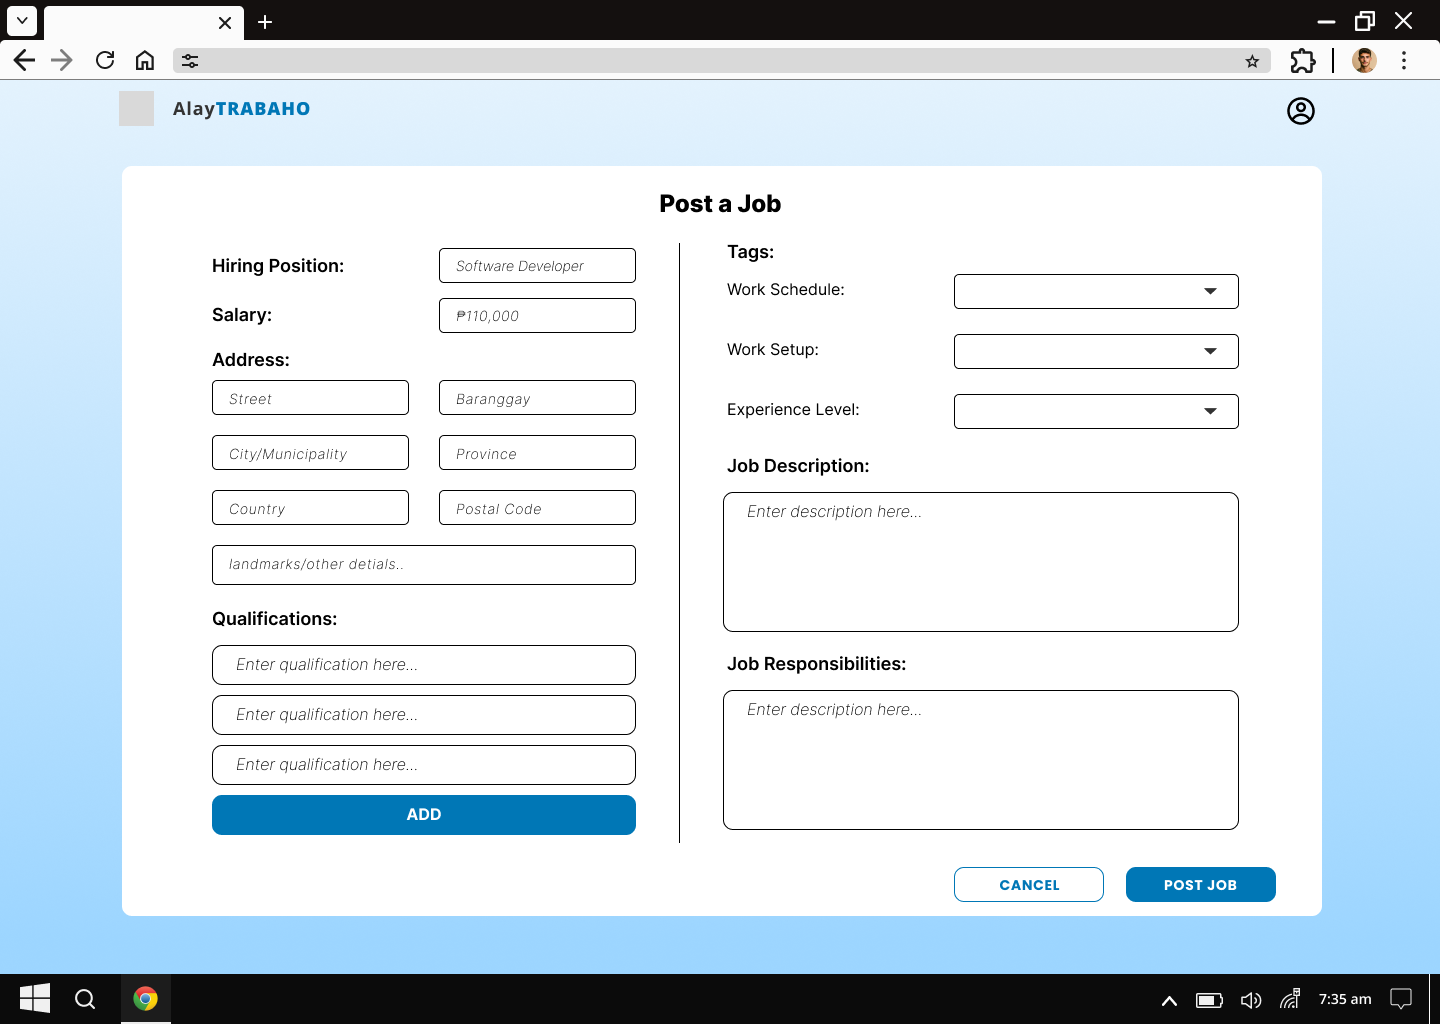 AlayTRABAHO
Post a Job
Hiring Position:
Software Developer
Salary:
₱110,000
Address:
Street
Baranggay
City/Municipality
Province
Country
Postal Code
landmarks/other detials..
Qualifications:
Enter qualification here...
Enter qualification here...
Enter qualification here...
ADD
Tags:
Work Schedule:
Work Setup:
Experience Level:
Job Description:
Enter description here...
Job Responsibilities:
Enter description here...
CANCEL
POST JOB
7:35 am